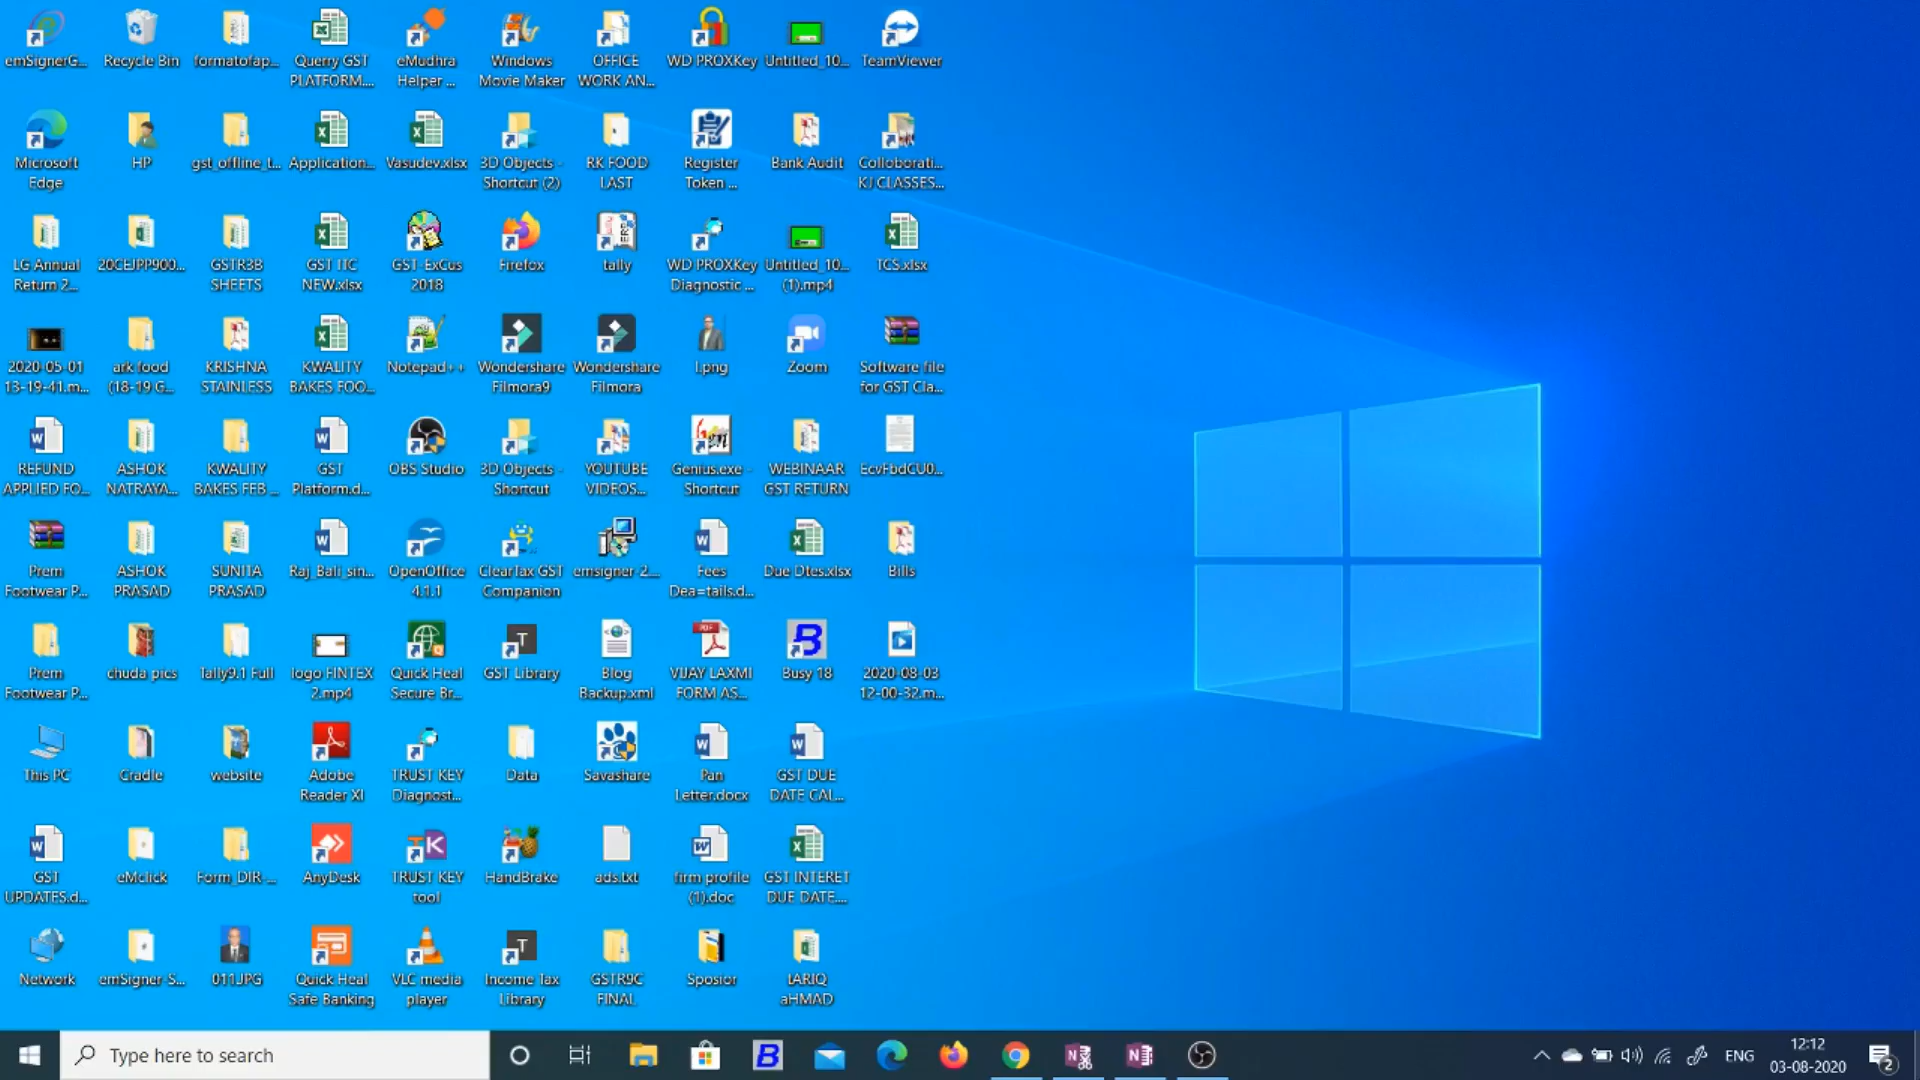 emSignerG...
Recycle Bin
formatofap...
Querry GST
PLATFORM....
eMudhra
Helper ...
Windows
Movie Maker
OFFICE
WORK AN...
WD PROXKey
Untitled_10...
TeamViewer
Microsoft
Edge
HP
gst_offline_t...
Application...
Vasudev.xlsx
3D Objects -
Shortcut (2)
RK FOOD
LAST
Register
Token ...
Bank Audit
Colloborati...
KJ CLASSES...
LG Annual
Return 2...
20CEJPP900...
GSTR3B
SHEETS
GST ITC
NEW.xlsx
GST-ExCus
2018
Firefox
tally
WD PROXKey
Diagnostic ...
Untitled_10...
(1).mp4
TCS.xlsx
2020-05-01
13-19-41.m...
ark food
(18-19 G...
KRISHNA
STAINLESS
KWALITY
BAKES FOO...
Notepad++
Wondershare
Filmora9
Wondershare
Filmora
l.png
Zoom
Software file
for GST Cla...
REFUND
APPLIED FO...
ASHOK
NATRAYA...
KWALITY
BAKES FEB ...
GST
Platform.d...
OBS Studio
3D Objects -
Shortcut
YOUTUBE
VIDEOS...
Genius.exe -
Shortcut
WEBINAAR
GST RETURN
EcvFbdCU0...
Prem
Footwear P...
ASHOK
PRASAD
SUNITA
PRASAD
Raj_Bali_sin...
OpenOffice
4.1.1
ClearTax GST
Companion
emsigner-2...
Fees
Dea=tails.d...
Due Dtes.xlsx
Bills
Prem
Footwear P...
chuda pics
Tally9.1 Full
logo FINTEX
2.mp4
Quick Heal
Secure Br...
GST Library
Blog
Backup.xml
VIJAY LAXMI
FORM AS...
Busy 18
2020-08-03
12-00-32.m...
This PC
Cradle
website
Adobe
Reader XI
TRUST KEY
Diagnost...
Data
Savashare
Pan
Letter.docx
GST DUE
DATE CAL...
GST
UPDATES.d...
eMclick
Form_DIR-...
AnyDesk
TRUST KEY
tool
HandBrake
ads.txt
firm profile
(1).doc
GST INTERET
DUE DATE....
Network
emSigner-S...
011.JPG
Quick Heal
Safe Banking
VLC media
player
Income Tax
Library
GSTR9C
FINAL
Sposior
tARIQ
aHMAD
Type here to search
ENG
12:12
03-08-2020
2